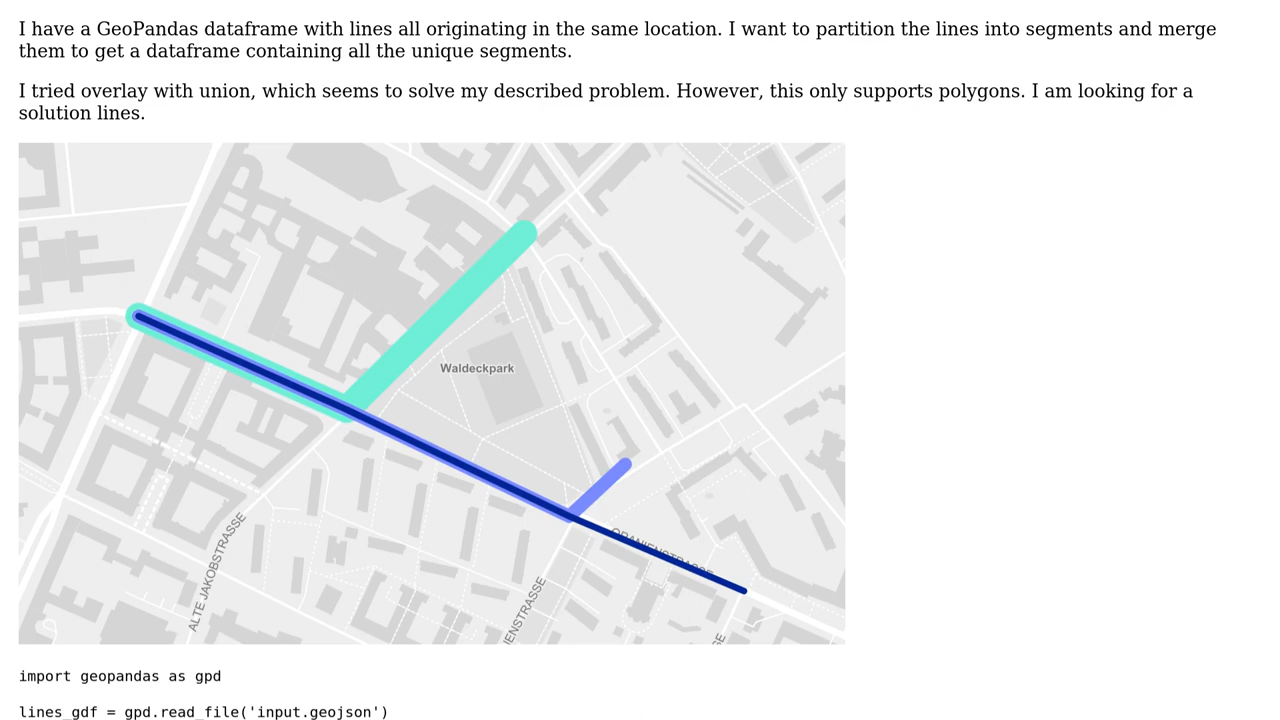 I have a GeoPandas dataframe with lines all originating in the same location. I want to partition the lines into segments and merge
them to get a dataframe containing all the unique segments.
I tried overlay with union, which seems to solve my described problem. However, this only supports polygons. I am looking for a
solution lines.
Waldeckpark
ORANIENSTRASSE
ALTE JAKOBSTRASSE
IENSTRASSE
SE
import geopandas as gpd
lines_gdf = gpd.read_file('input.geojson')